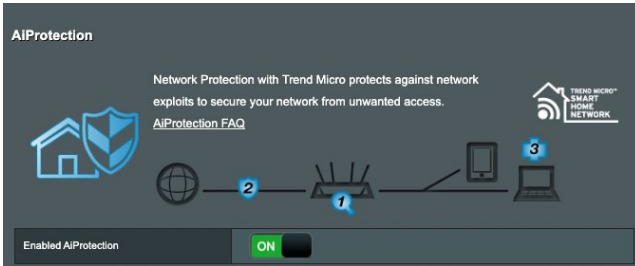 AiProtection
Network Protection with Trend Micro protects against network
exploits to secure your network from unwanted access.
AiProtection FAQ
TREND MICRO™
SMART
HOME
NETWORK
3
2
1
Enabled AiProtection
ON